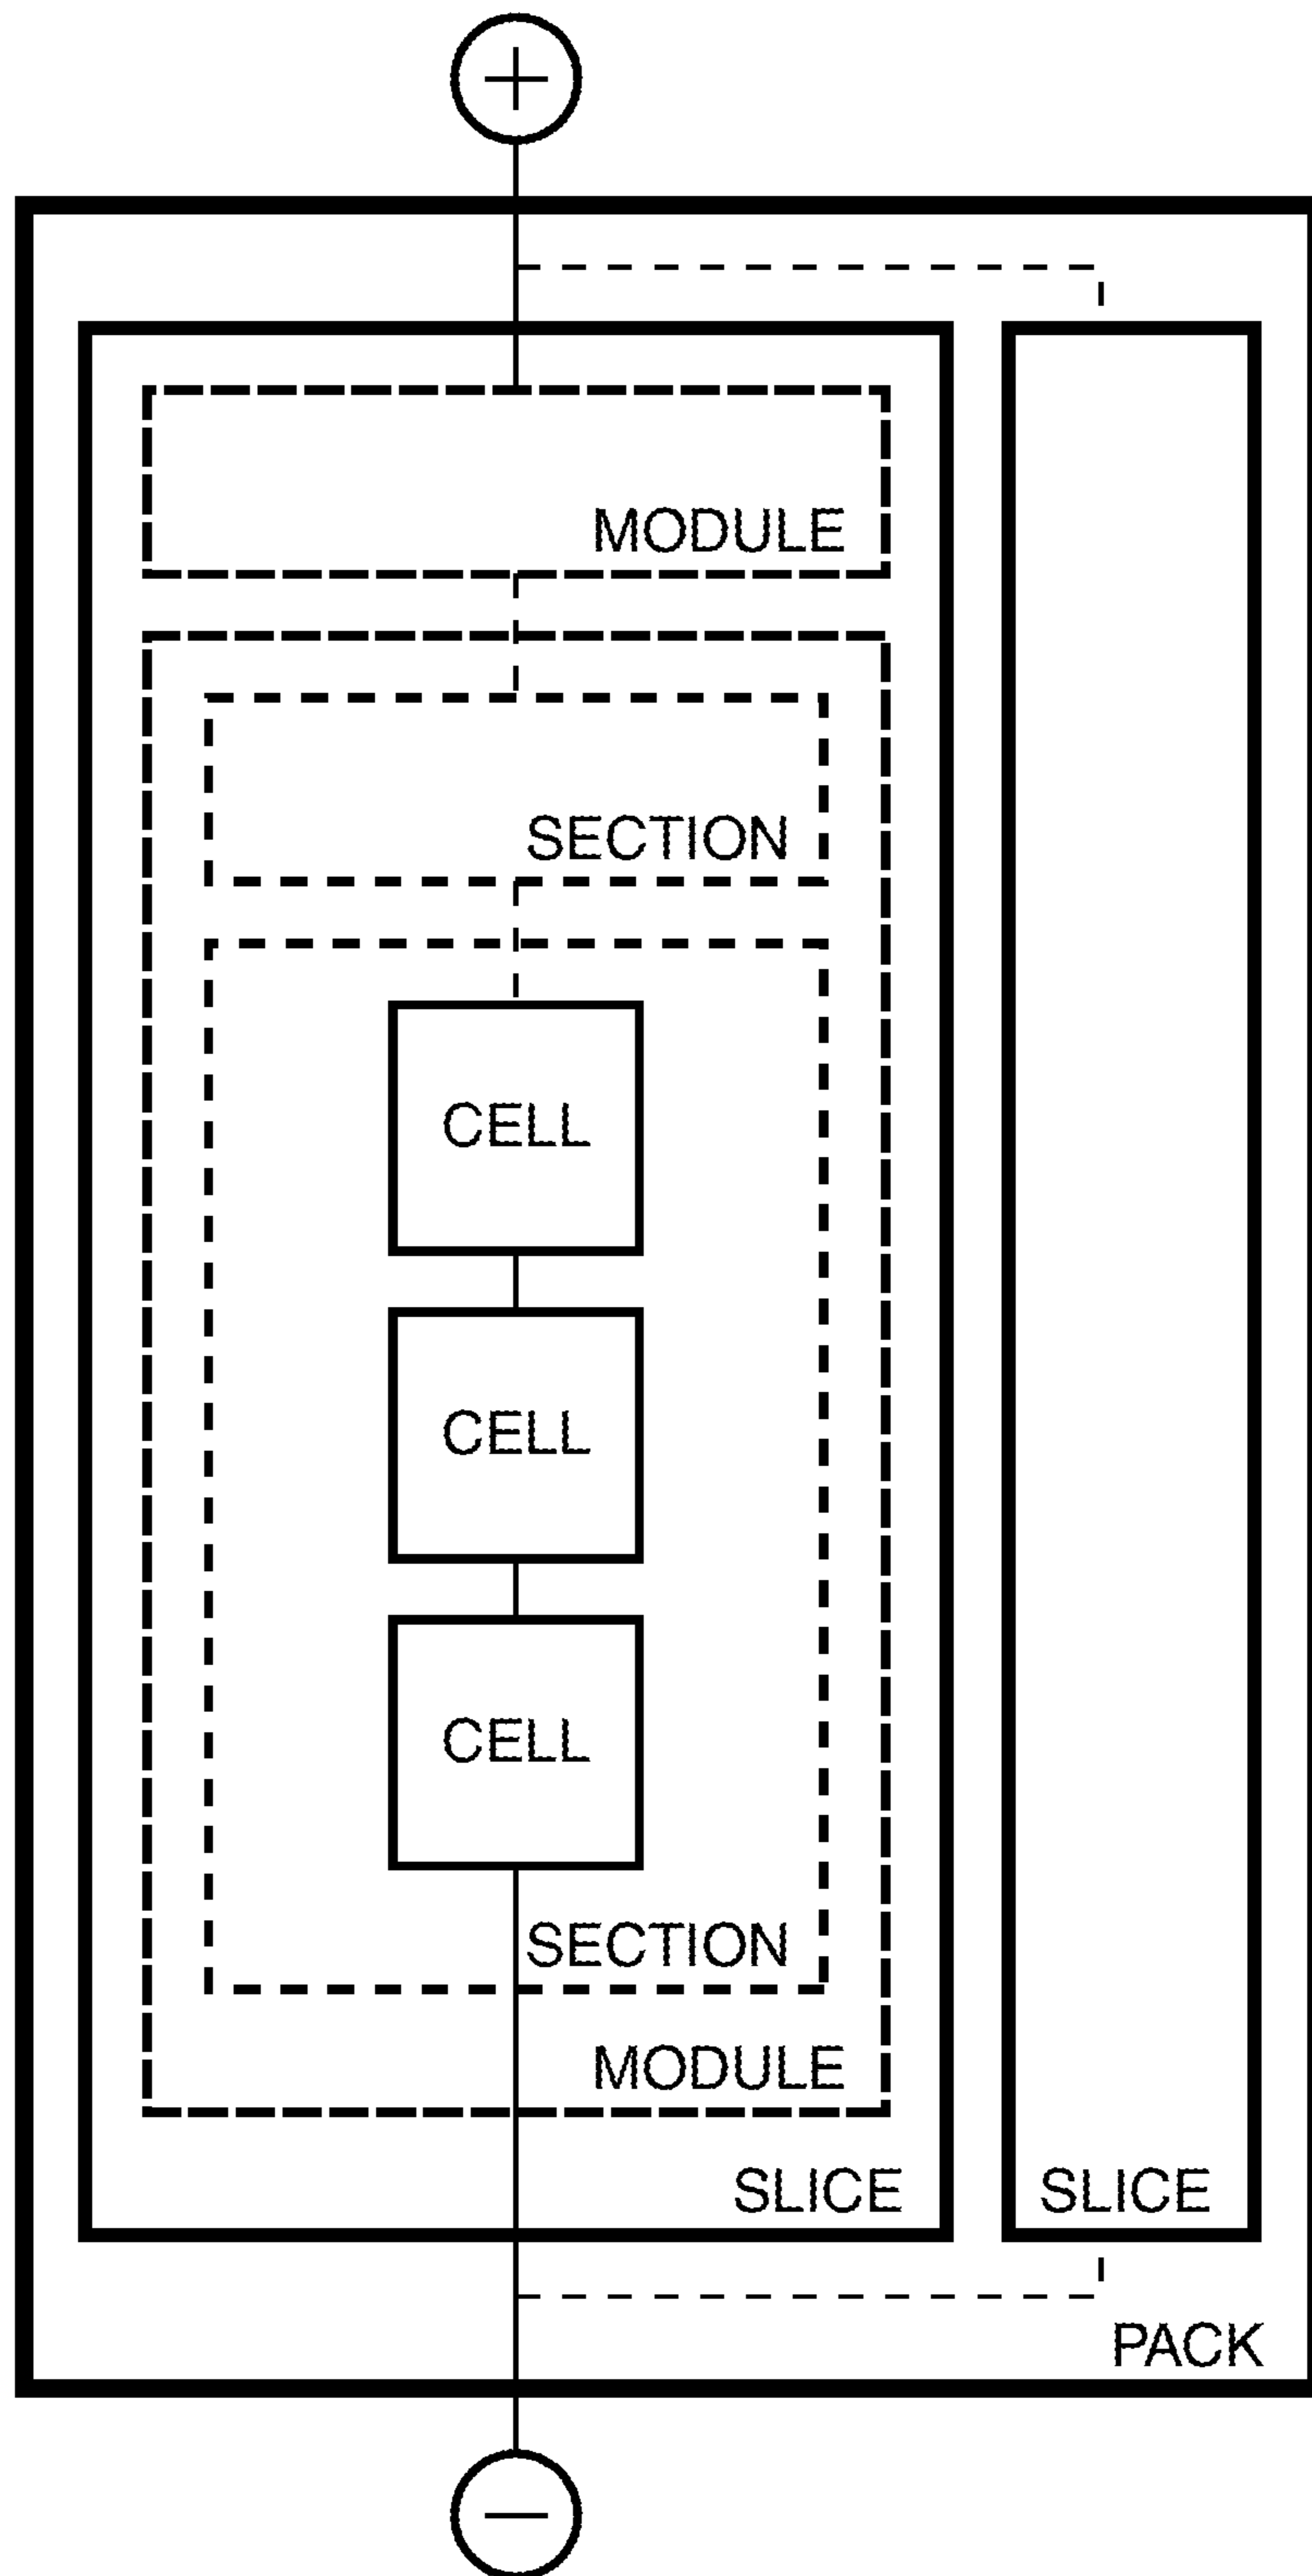 +
MODULE
SECTION
CELL
CELL
CELL
SECTION
MODULE
SLICE
SLICE
PACK
−